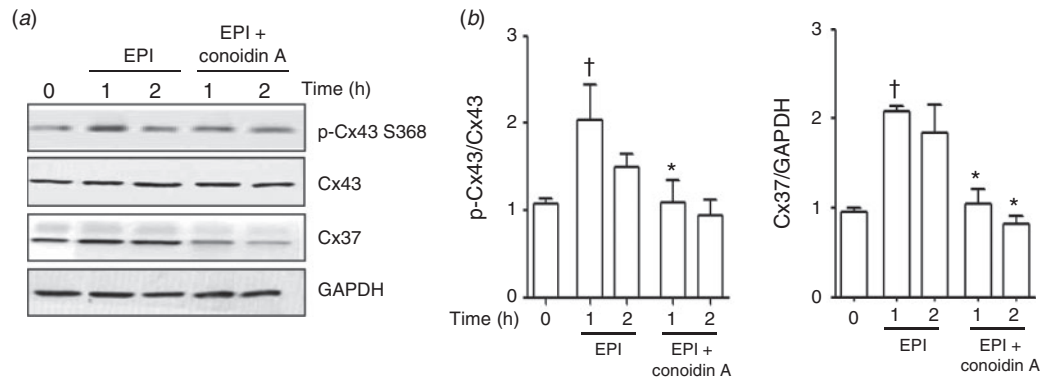 (a)
EPI
EPI +
conoidin A
0 1 2 1 2 Time (h)
p-Cx43 S368
Cx43
Cx37
GAPDH
(b)
p-Cx43/Cx43
3
2
1
0
†
*
Time (h) 0 1 2 1 2
EPI
EPI +
conoidin A
Cx37/GAPDH
3
2
1
0
†
*
*
0 1 2 1 2
EPI
EPI +
conoidin A